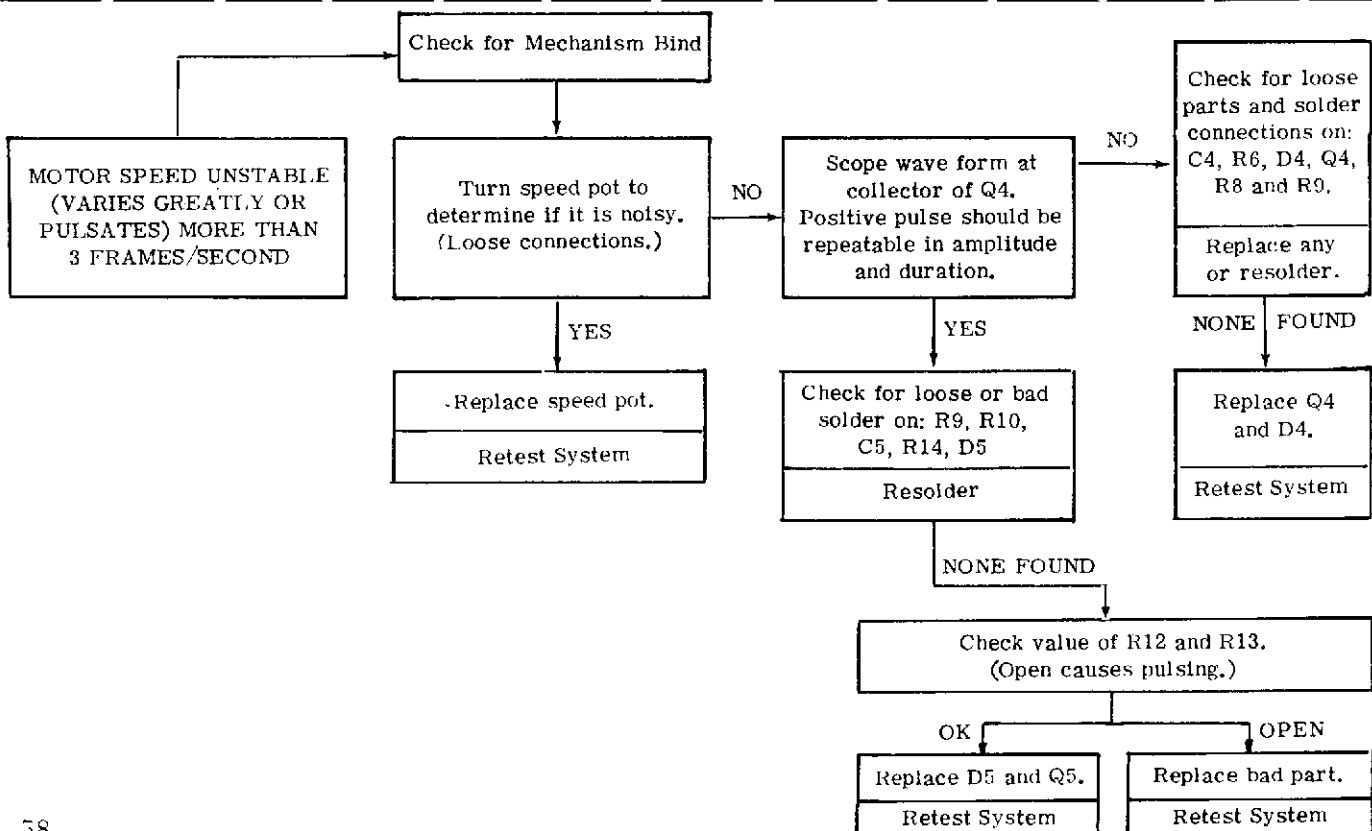 Check for Mechanism Bind
MOTOR SPEED UNSTABLE
(VARIES GREATLY OR
PULSATES) MORE THAN
3 FRAMES/SECOND
Turn speed pot to
determine if it is noisy.
(Loose connections.)
NO
YES
Replace speed pot.
Retest System
Scope wave form at
collector of Q4.
Positive pulse should be
repeatable in amplitude
and duration.
NO
YES
Check for loose
parts and solder
connections on:
C4, R6, D4, Q4,
R8 and R9.
Replace any
or resolder.
NONE FOUND
Replace Q4
and D4.
Retest System
Check for loose or bad
solder on: R9, R10,
C5, R14, D5
Resolder
NONE FOUND
Check value of R12 and R13.
(Open causes pulsing.)
OK
OPEN
Replace D5 and Q5.
Retest System
Replace bad part.
Retest System